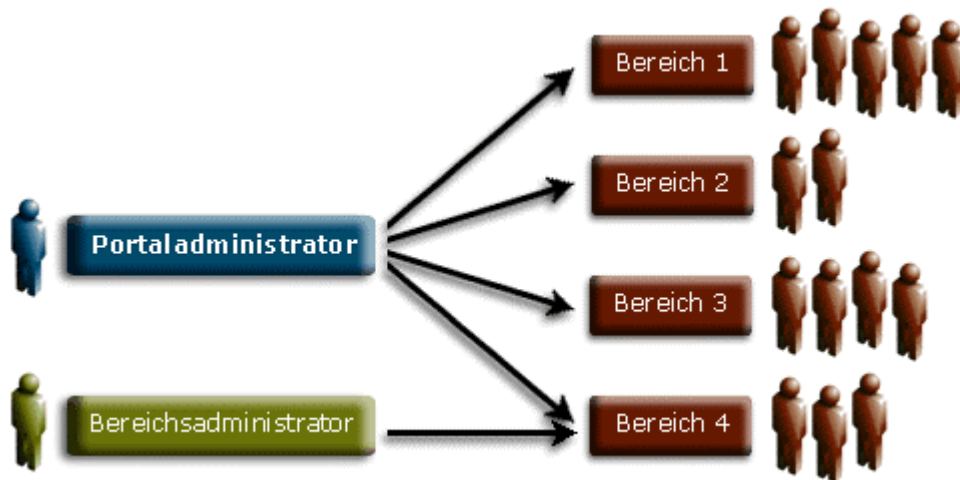 Bereich 1
Bereich 2
Portaladministrator
Bereich 3
Bereichsadministrator
Bereich 4